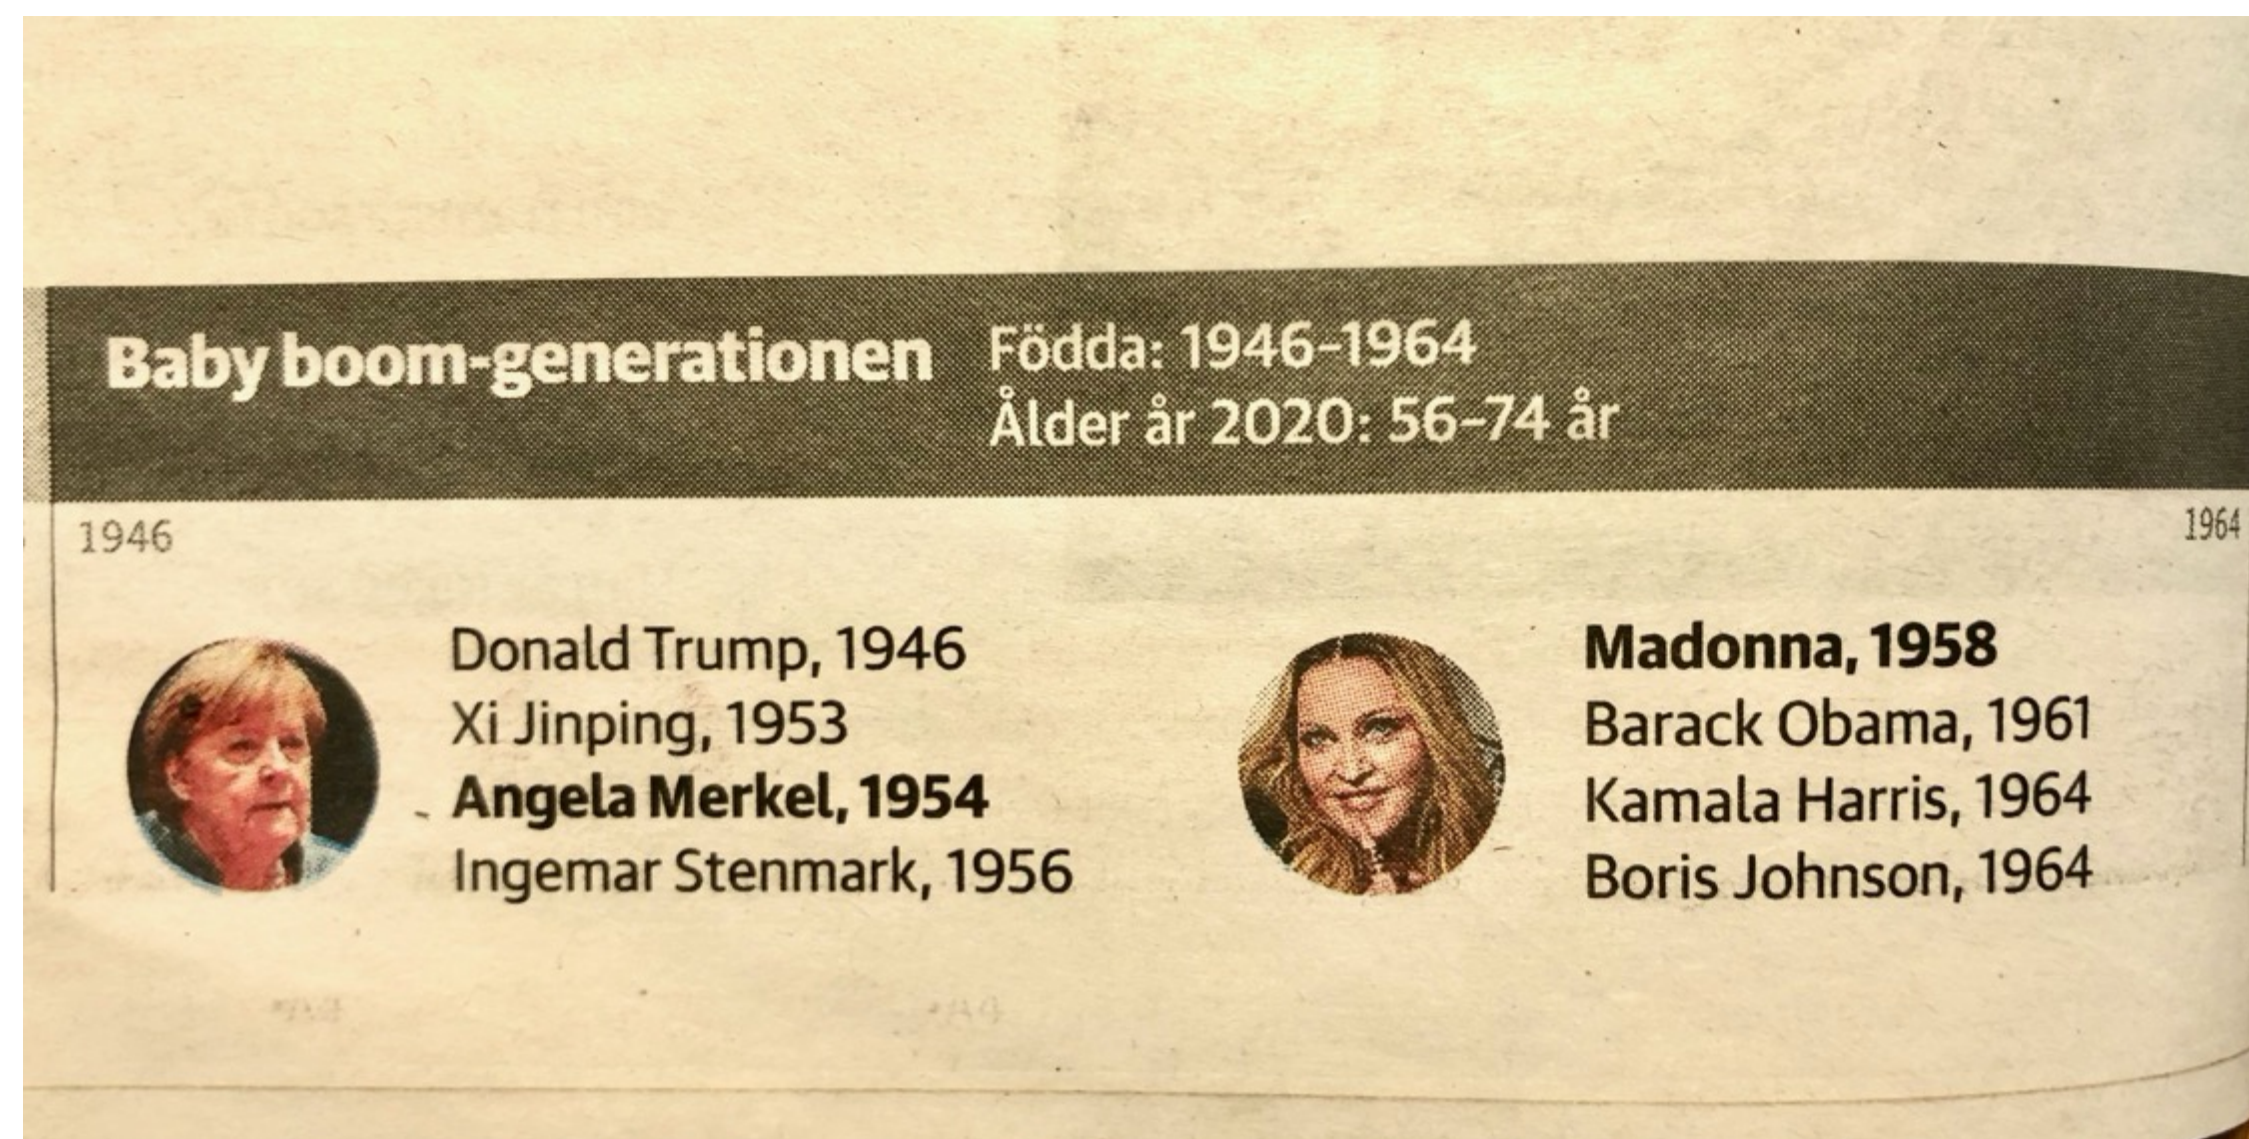 Baby boom-generationen
Födda: 1946–1964
Ålder år 2020: 56–74 år
1946
1964
Donald Trump, 1946
Xi Jinping, 1953
Angela Merkel, 1954
Ingemar Stenmark, 1956
Madonna, 1958
Barack Obama, 1961
Kamala Harris, 1964
Boris Johnson, 1964